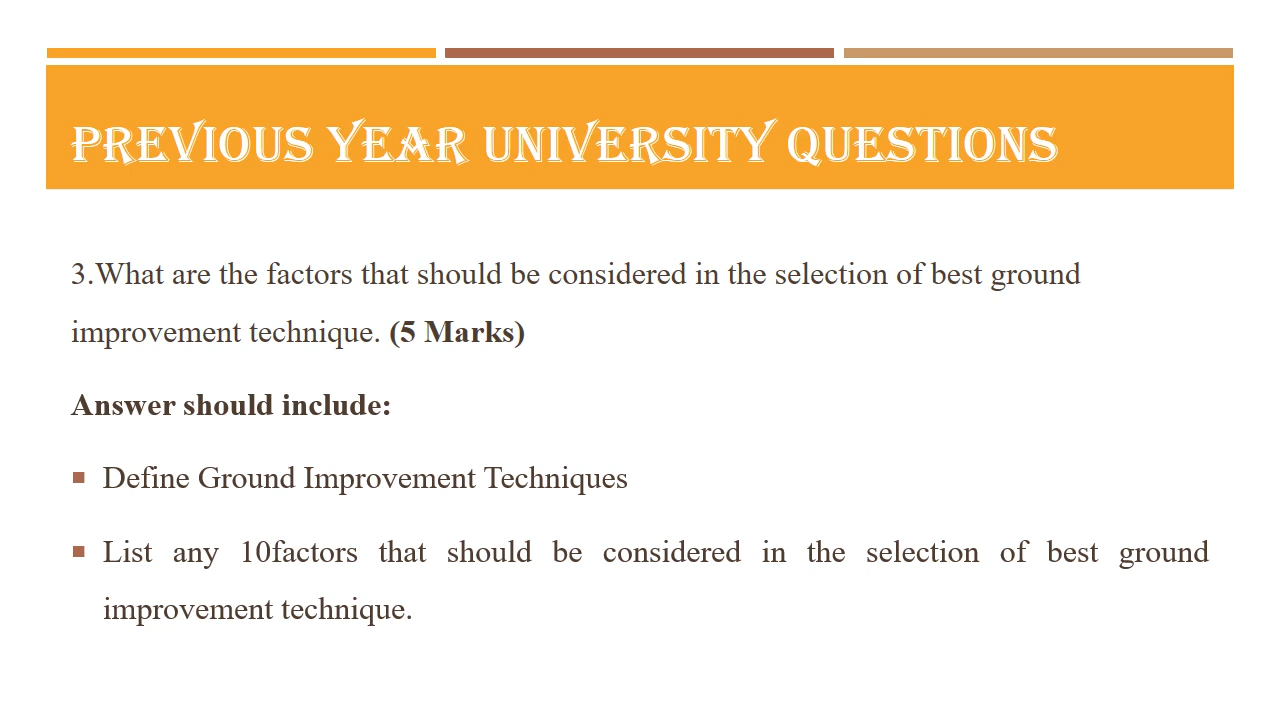 PREVIOUS YEAR UNIVERSITY QUESTIONS
3.What are the factors that should be considered in the selection of best ground
improvement technique. (5 Marks)
Answer should include:
▪ Define Ground Improvement Techniques
▪ List any 10factors that should be considered in the selection of best ground
improvement technique.